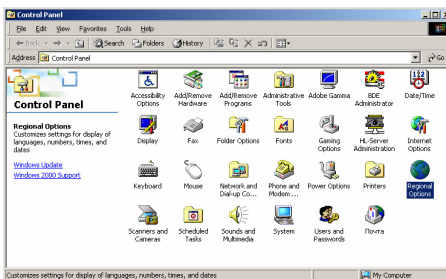 Control Panel
File Edit View Favorites Tools Help
Back Search Folders History
Address Control Panel Go
Control Panel
Regional Options
Customizes settings for display of
languages, numbers, times, and
dates
Windows Update
Windows 2000 Support
Accessibility Options
Add/Remove Hardware
Add/Remove Programs
Administrative Tools
Adobe Gamma
BDE Administrator
Date/Time
Display
Fax
Folder Options
Fonts
Gaming Options
HL-Server Administration
Internet Options
Keyboard
Mouse
Network and Dial-up Co...
Phone and Modem ...
Power Options
Printers
Regional Options
Scanners and Cameras
Scheduled Tasks
Sounds and Multimedia
System
Users and Passwords
Почта
Customizes settings for display of languages, numbers, times, and dates My Computer